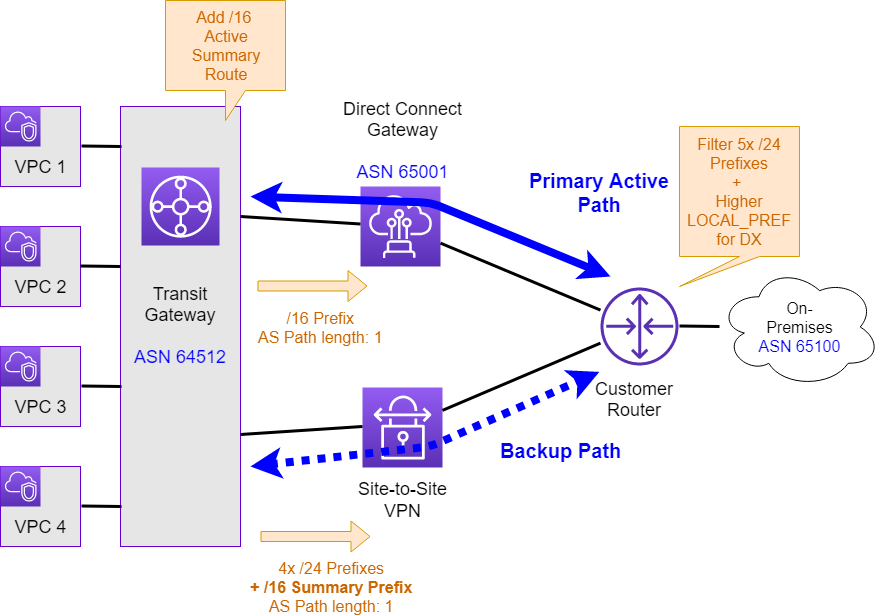 Add /16
Active
Summary
Route
Direct Connect
Gateway
ASN 65001
Filter 5x /24
Prefixes
+
Higher
LOCAL_PREF
for DX
Primary Active
Path
VPC 1
VPC 2
VPC 3
VPC 4
Transit
Gateway
ASN 64512
/16 Prefix
AS Path length: 1
On-
Premises
ASN 65100
Customer
Router
Backup Path
Site-to-Site
VPN
4x /24 Prefixes
+ /16 Summary Prefix
AS Path length: 1